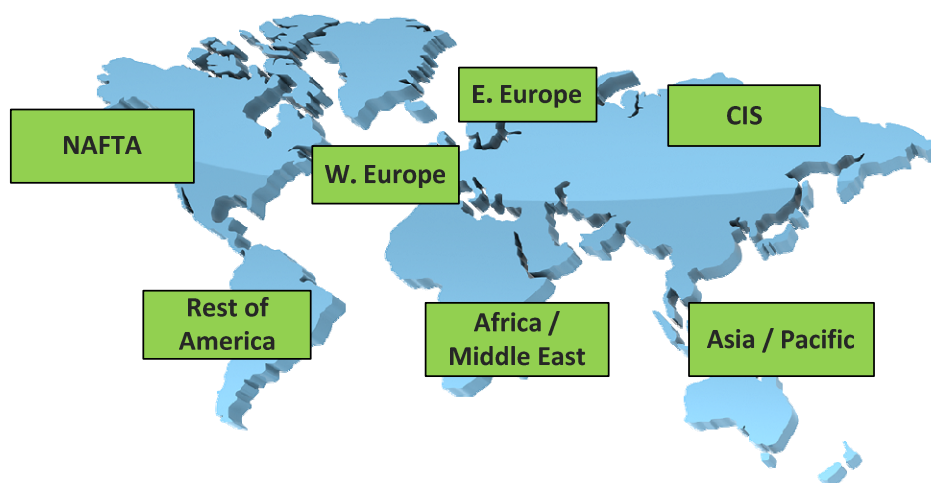 E. Europe
CIS
NAFTA
W. Europe
Rest of
America
Africa /
Middle East
Asia / Pacific